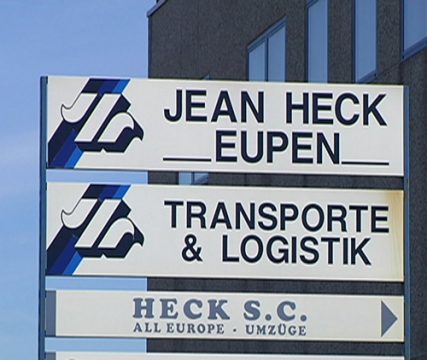 JEAN HECK
EUPEN
TRANSPORTE
& LOGISTIK
HECK S.C.
ALL EUROPE - UMZÜGE